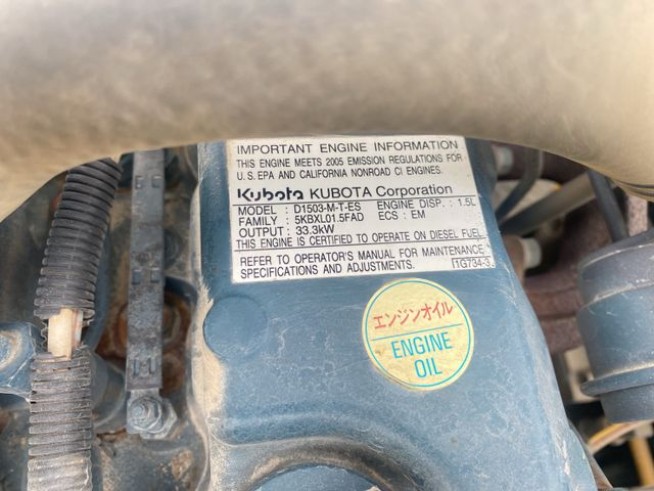 IMPORTANT ENGINE INFORMATION
THIS ENGINE MEETS 2005 EMISSION REGULATIONS FOR
U.S. EPA AND CALIFORNIA NONROAD CI ENGINES.
Kubota KUBOTA Corporation
MODEL : D1503-M-T-ES ENGINE DISP. : 1.5L
FAMILY : 5KBXL01.5FAD ECS : EM
OUTPUT : 33.3kW
THIS ENGINE IS CERTIFIED TO OPERATE ON DIESEL FUEL
REFER TO OPERATOR'S MANUAL FOR MAINTENANCE,
SPECIFICATIONS AND ADJUSTMENTS. 1G734-3
エンジンオイル
ENGINE
OIL